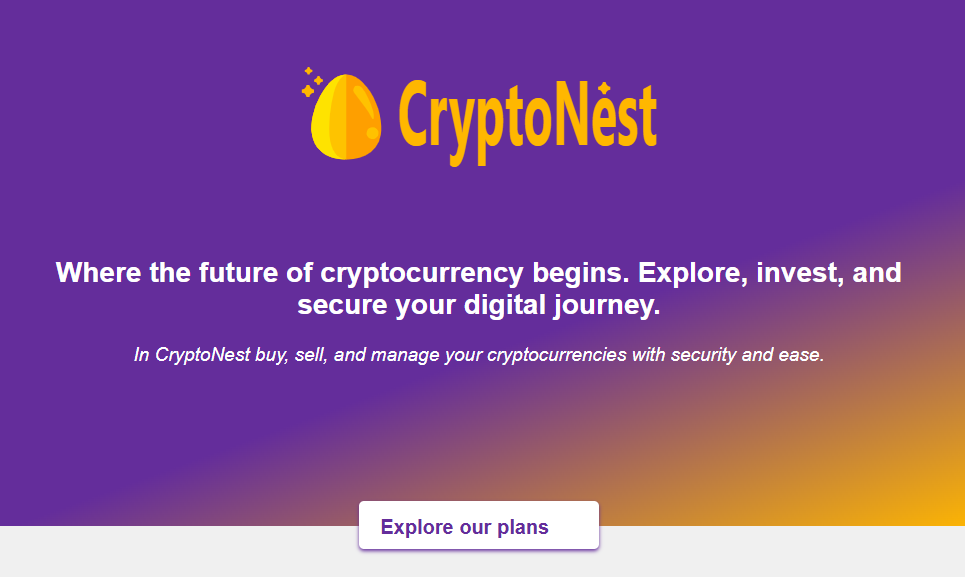 CryptoNest
Where the future of cryptocurrency begins. Explore, invest, and
secure your digital journey.
In CryptoNest buy, sell, and manage your cryptocurrencies with security and ease.
Explore our plans